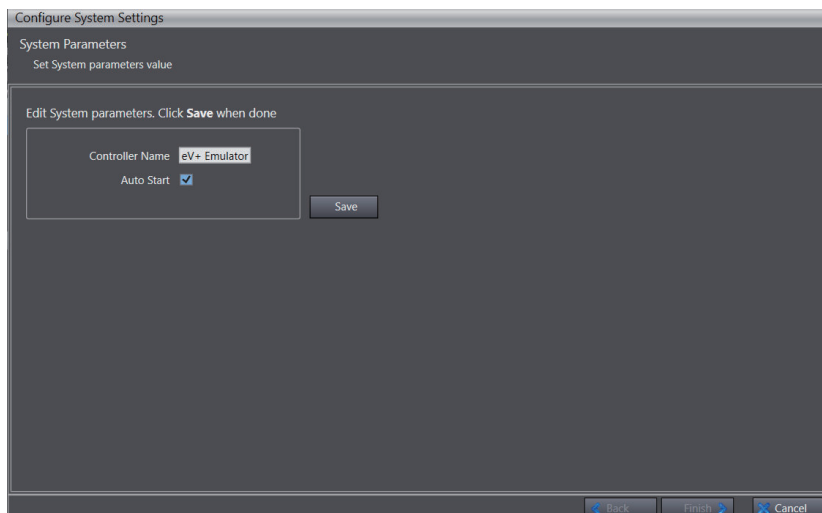 Configure System Settings
System Parameters
Set System parameters value
Edit System parameters. Click Save when done
Controller Name eV+ Emulator
Auto Start
Save
Back Finish Cancel